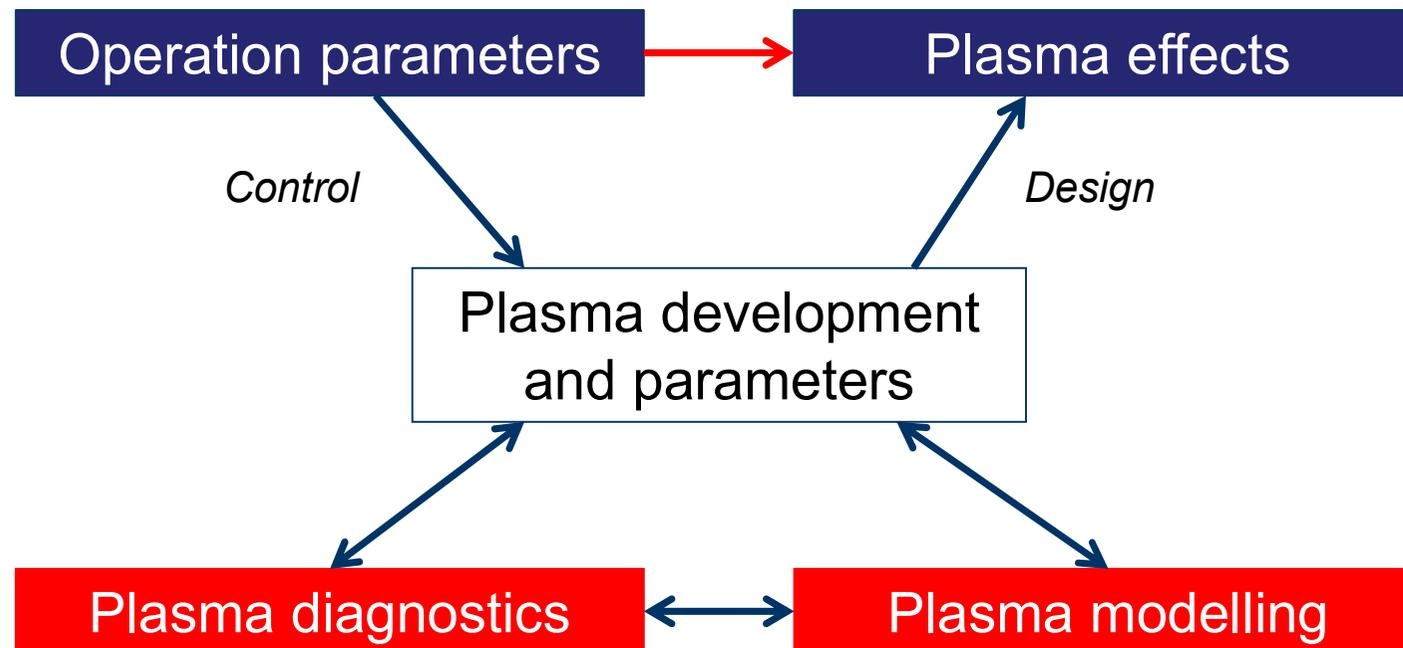 Operation parameters
Plasma effects
Control
Design
Plasma development
and parameters
Plasma diagnostics
Plasma modelling